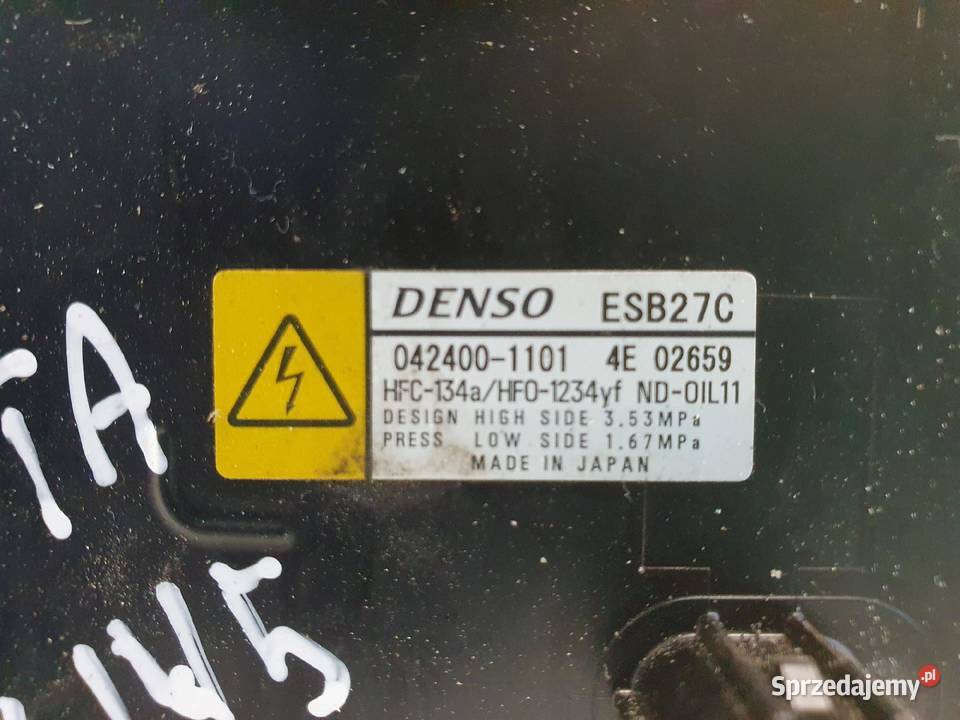 DENSO ESB27C
042400-1101 4E 02659
HFC-134a/HFO-1234yf ND-OIL11
DESIGN HIGH SIDE 3.53MPa
PRESS. LOW SIDE 1.67MPa
MADE IN JAPAN
Sprzedajemy.pl